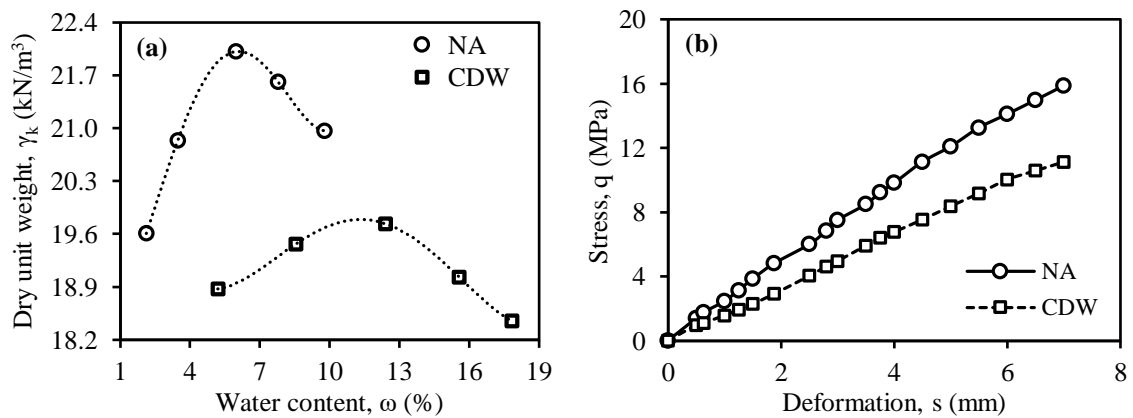 (a)
NA
CDW
22.4
21.7
21.0
20.3
19.6
18.9
18.2
1 4 7 10 13 16 19
Dry unit weight, γk (kN/m³)
Water content, ω (%)
(b)
20
16
12
8
4
0
NA
CDW
0 2 4 6 8
Stress, q (MPa)
Deformation, s (mm)